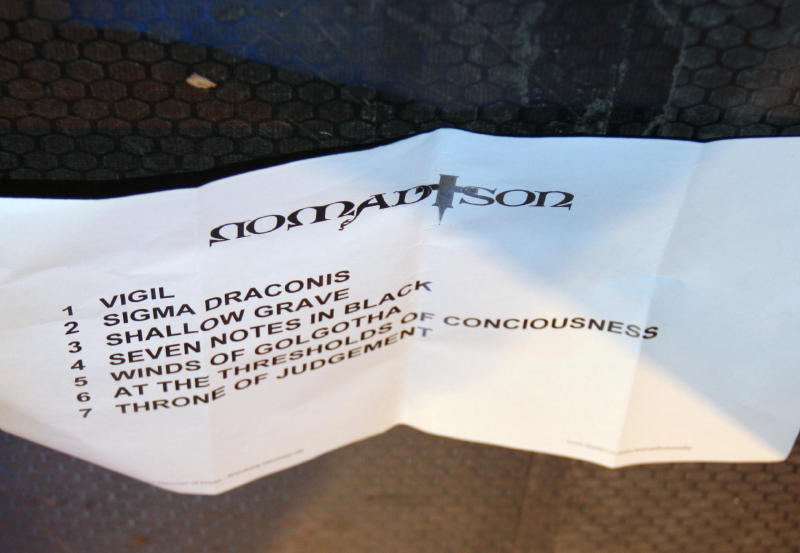 NOMAD SON
1 VIGIL
2 SIGMA DRACONIS
3 SHALLOW GRAVE
4 SEVEN NOTES IN BLACK
5 WINDS OF GOLGOTHA
6 AT THE THRESHOLDS OF CONCIOUSNESS
7 THRONE OF JUDGEMENT